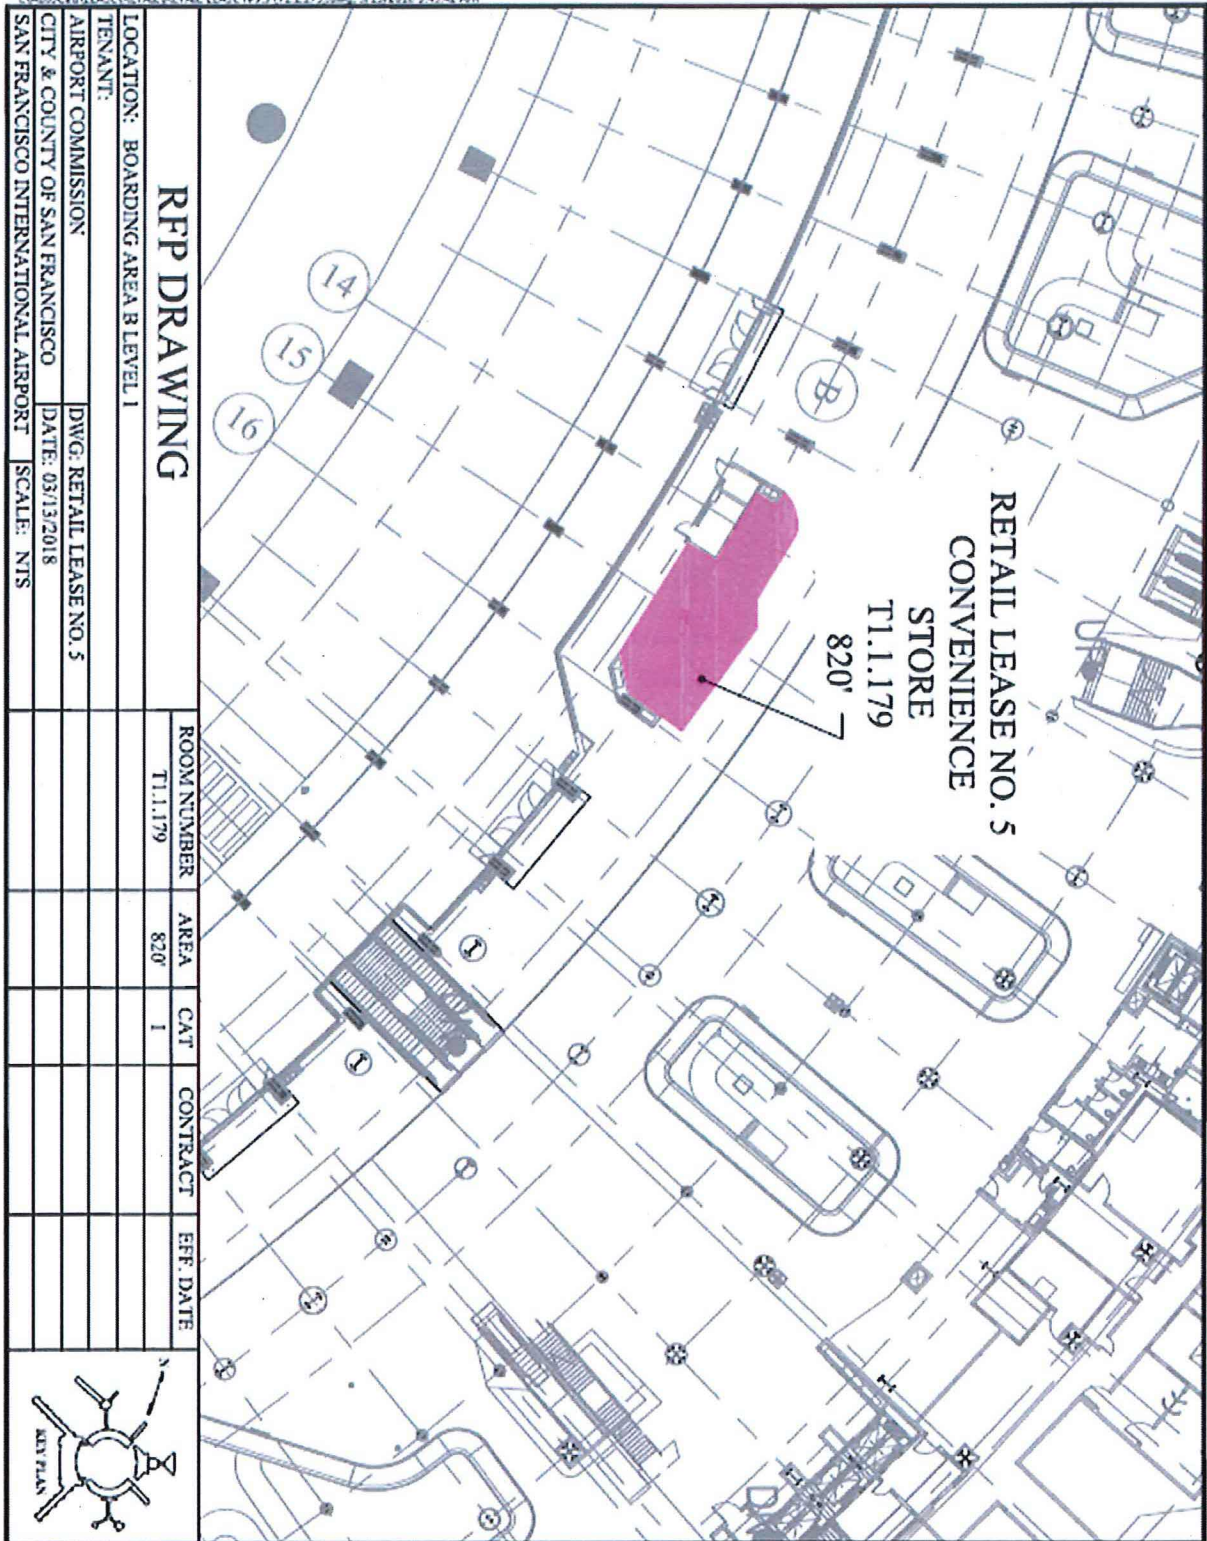 RETAIL LEASE NO. 5
CONVENIENCE
STORE
T1.1.179
820'
B
14
15
16
RFP DRAWING
LOCATION: BOARDING AREA B LEVEL 1
TENANT:
AIRPORT COMMISSION
DWG: RETAIL LEASE NO. 5
CITY & COUNTY OF SAN FRANCISCO
DATE: 03/13/2018
SAN FRANCISCO INTERNATIONAL AIRPORT
SCALE: NTS
ROOM NUMBER AREA CAT CONTRACT EFF. DATE
T1.1.179 820' 1
N
KEY PLAN